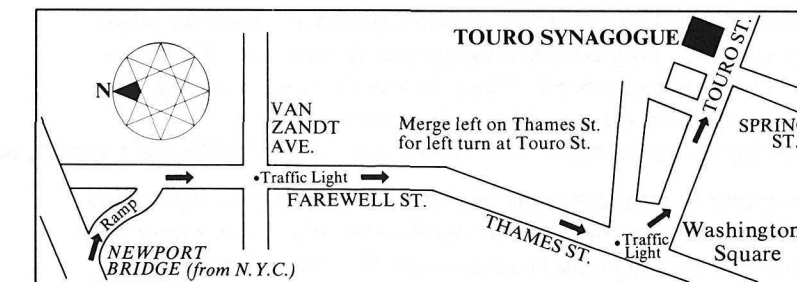 TOURO SYNAGOGUE
TOURO ST.
N
VAN
ZANDT
AVE.
Merge left on Thames St.
for left turn at Touro St.
SPRING
ST.
Traffic Light
FARWELL ST.
Ramp
NEWPORT
BRIDGE (from N.Y.C.)
THAMES ST.
Traffic
Light
Washington
Square